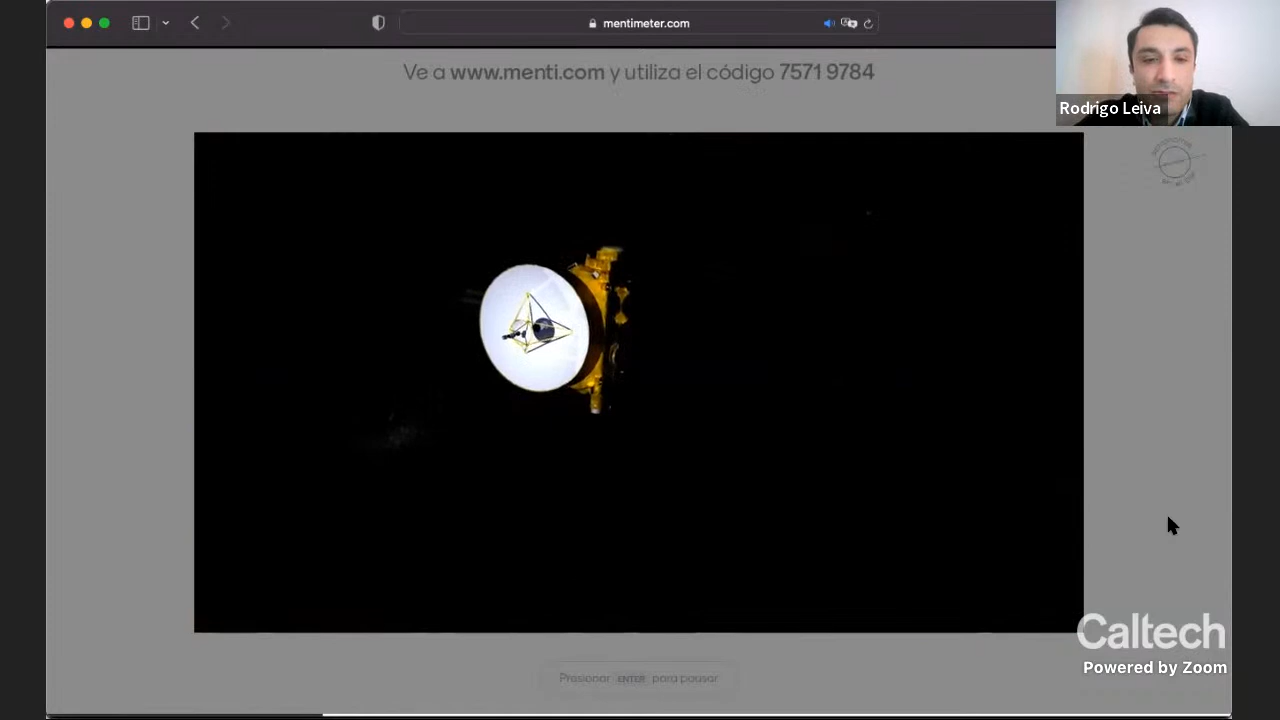 mentimeter.com
Ve a www.menti.com y utiliza el código 7571 9784
Rodrigo Leiva
Caltech
Powered by Zoom
Presionar ENTER para pausar